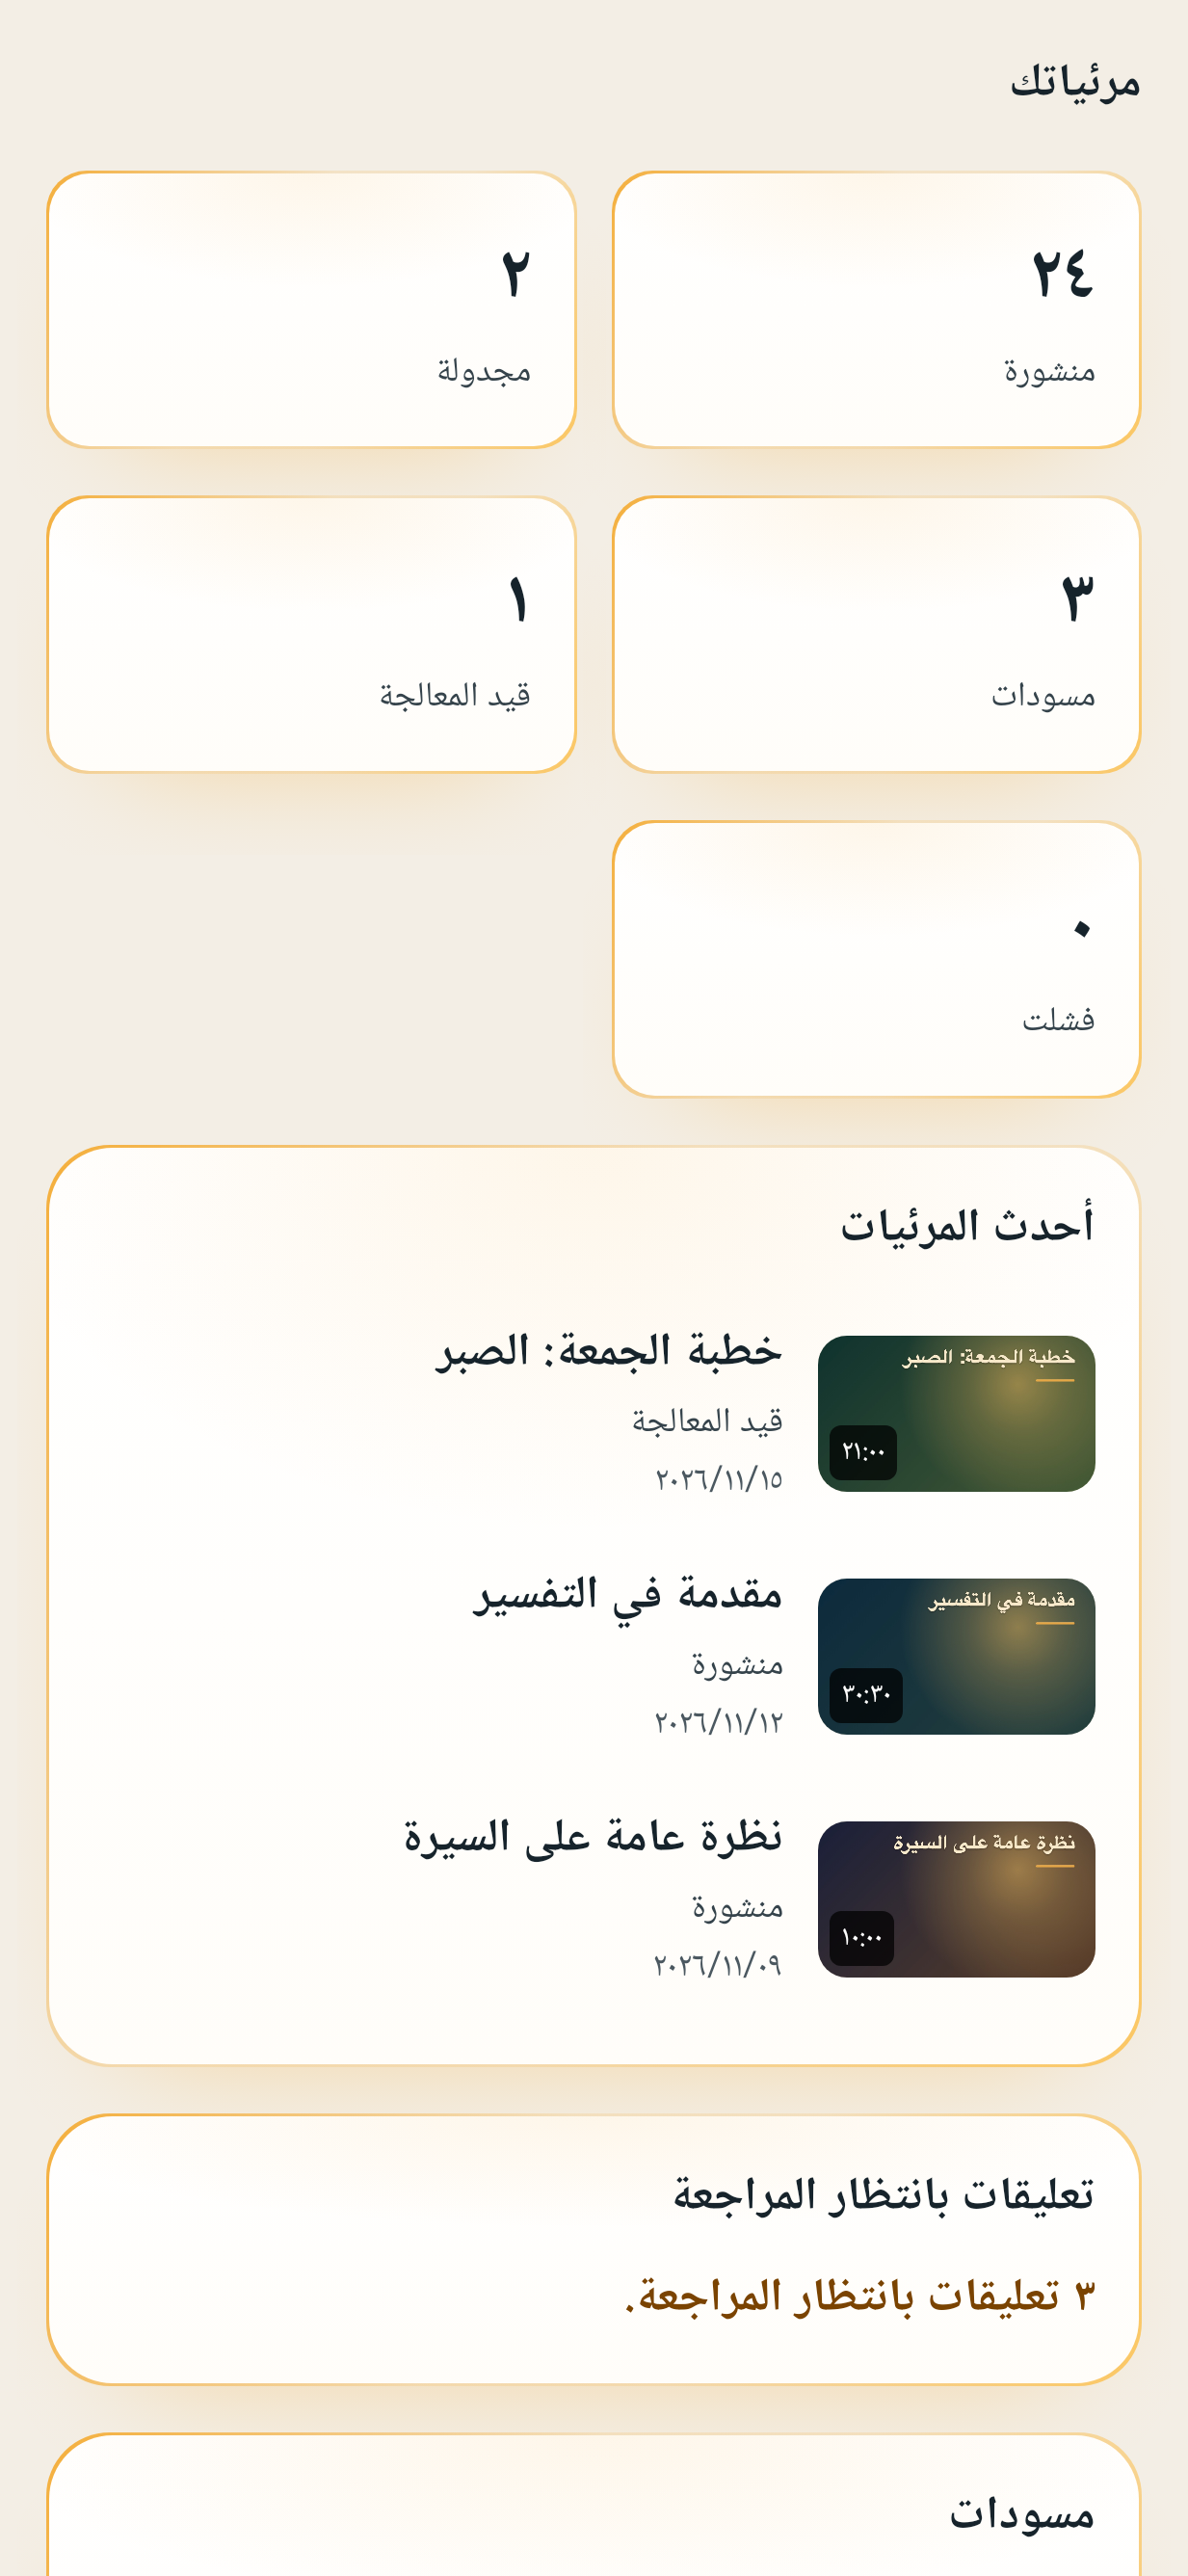 مرئياتك
٢٤
منشورة
٢
مجدولة
٣
مسودات
١
قيد المعالجة
٠
فشلت
أحدث المرئيات
خطبة الجمعة: الصبر
٢١:٠٠
خطبة الجمعة: الصبر
قيد المعالجة
٢٠٢٦/١١/١٥
مقدمة في التفسير
٣٠:٣٠
مقدمة في التفسير
منشورة
٢٠٢٦/١١/١٢
نظرة عامة على السيرة
١٠:٠٠
نظرة عامة على السيرة
منشورة
٢٠٢٦/١١/٠٩
تعليقات بانتظار المراجعة
٣ تعليقات بانتظار المراجعة.
مسودات